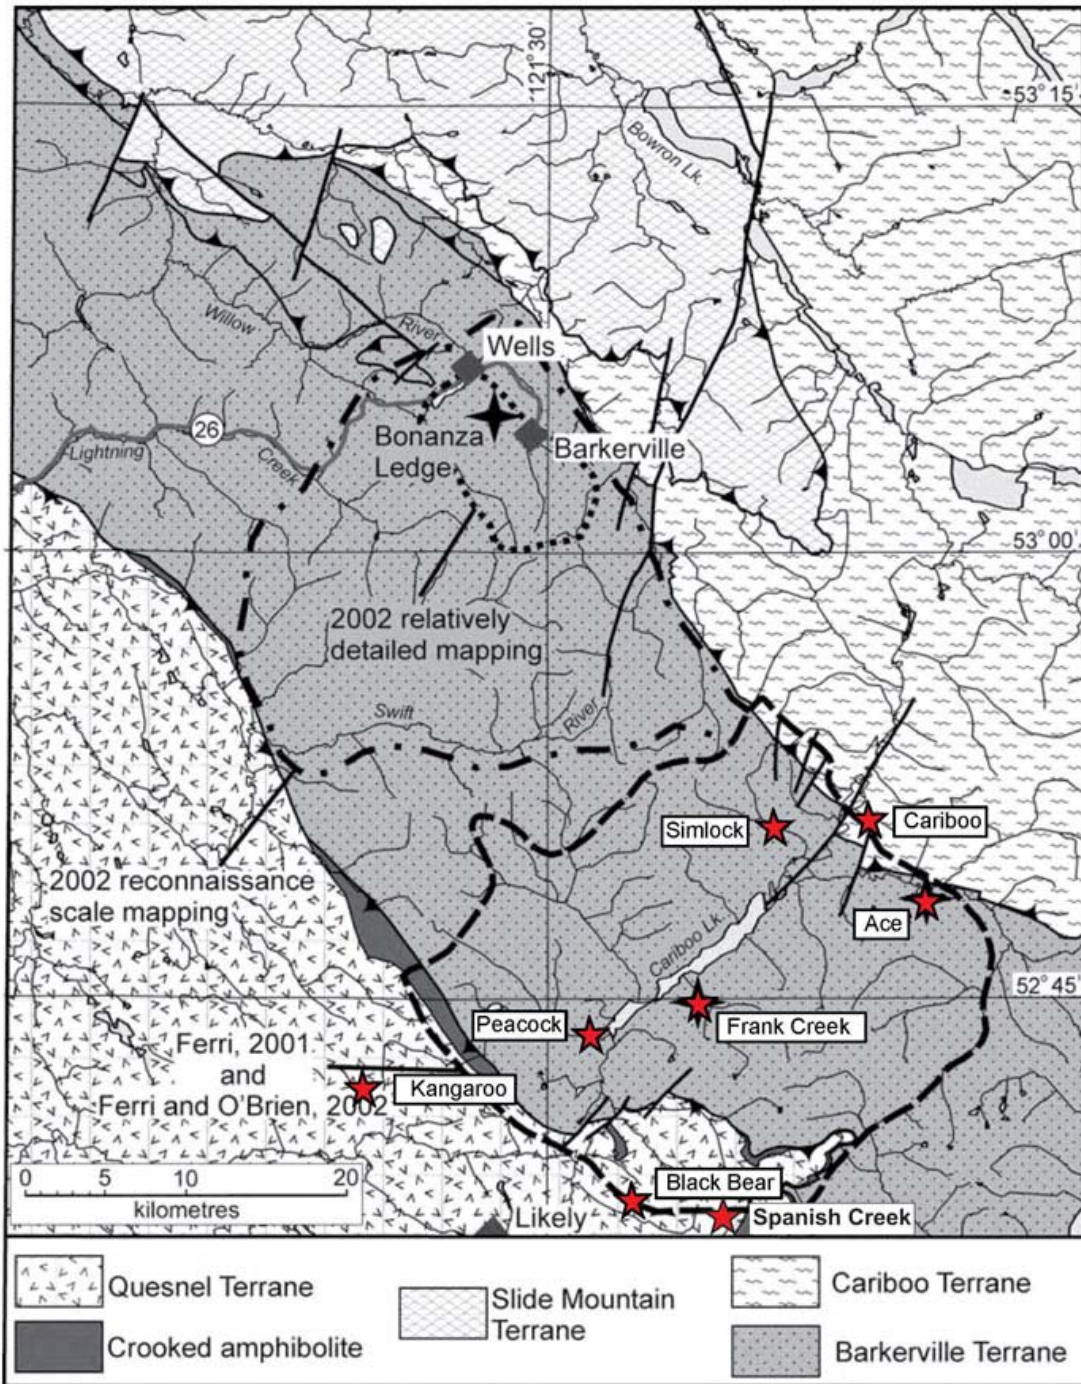 121° 30'
53° 15'
Bowron Lk.
Willow
River
Wells
26
Lightning
Creek
Bonanza
Ledge
Barkerville
53° 00'
2002 relatively
detailed mapping
Swift
River
Simlock
Cariboo
2002 reconnaissance
scale mapping
Ace
Cariboo Lk.
52° 45'
Peacock
Frank Creek
Ferri, 2001
and
Ferri and O'Brien, 2002
Kangaroo
Black Bear
Likely
Spanish Creek
0 5 10 20
kilometres
Quesnel Terrane
Crooked amphibolite
Slide Mountain
Terrane
Cariboo Terrane
Barkerville Terrane